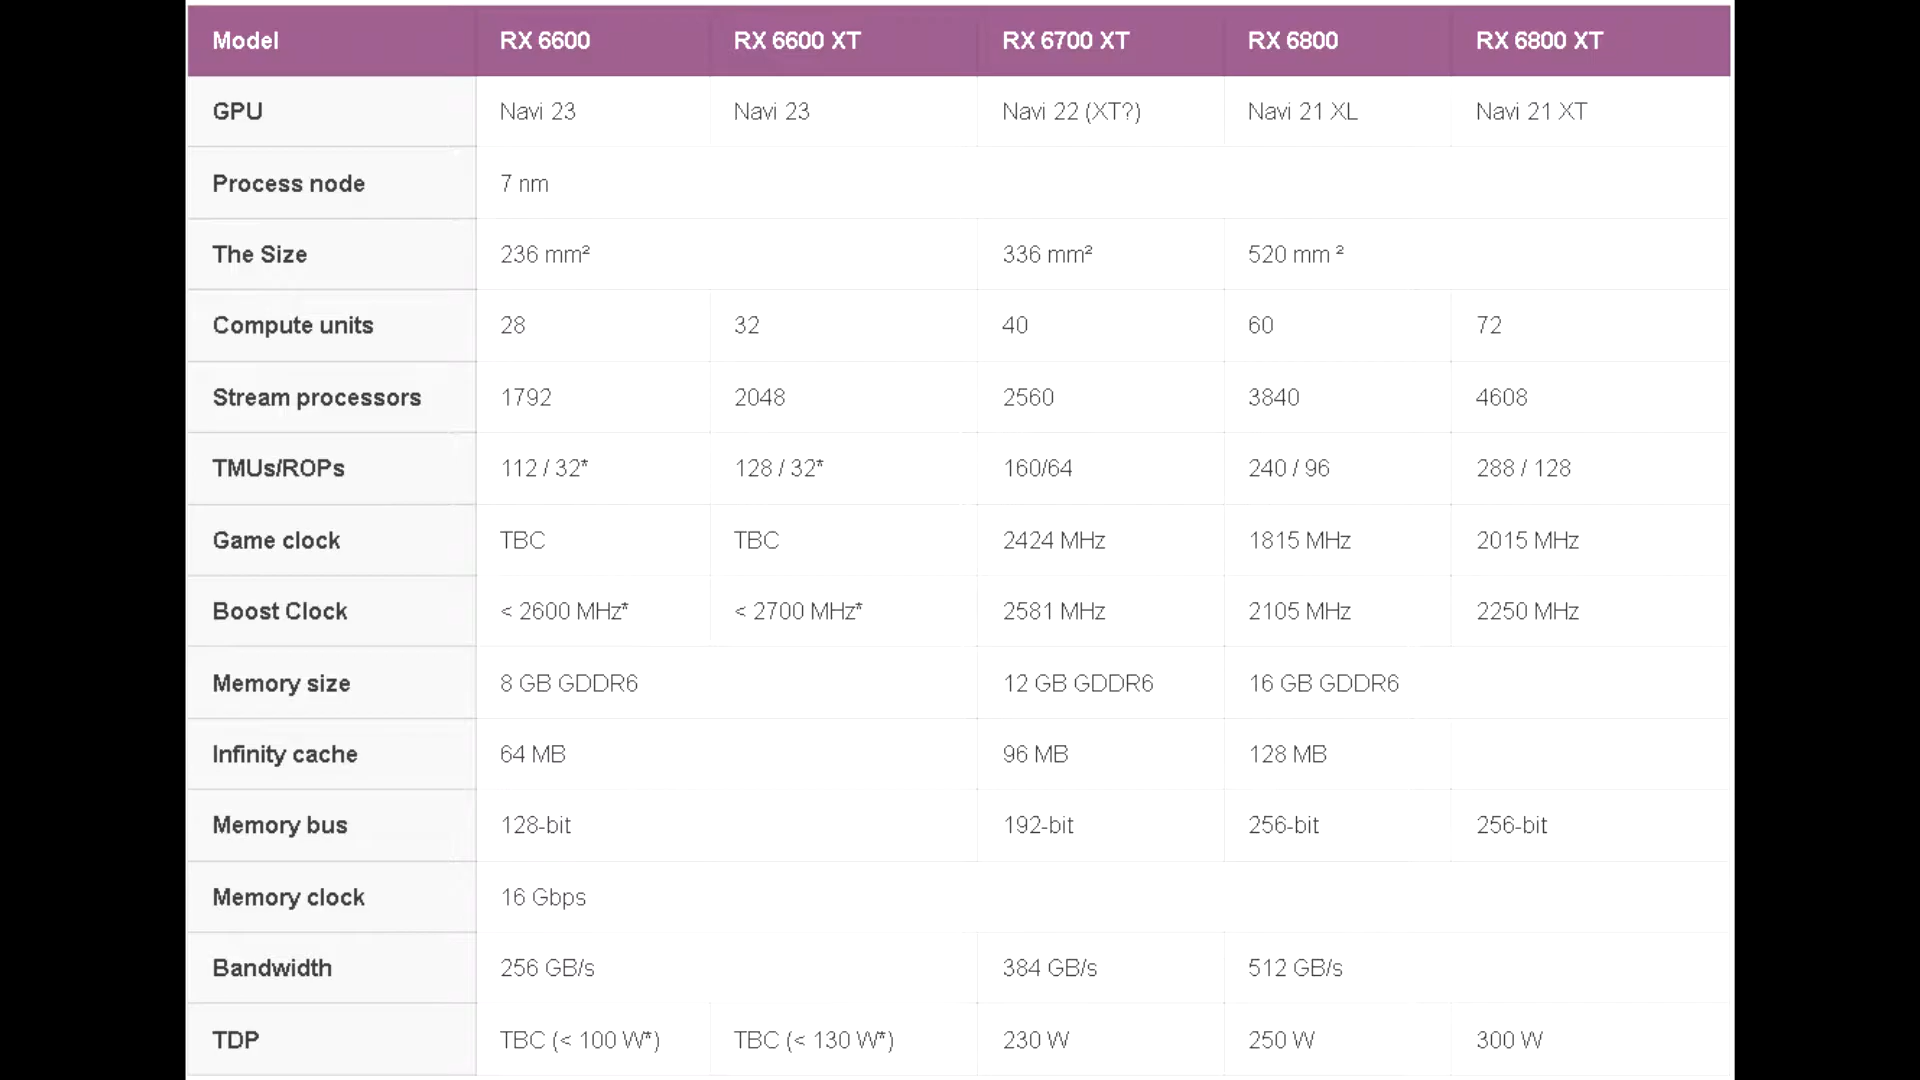 Model RX 6600 RX 6600 XT RX 6700 XT RX 6800 RX 6800 XT
GPU Navi 23 Navi 23 Navi 22 (XT?) Navi 21 XL Navi 21 XT
Process node 7 nm
The Size 236 mm² 336 mm² 520 mm ²
Compute units 28 32 40 60 72
Stream processors 1792 2048 2560 3840 4608
TMUs/ROPs 112 / 32* 128 / 32* 160/64 240 / 96 288 / 128
Game clock TBC TBC 2424 MHz 1815 MHz 2015 MHz
Boost Clock < 2600 MHz* < 2700 MHz* 2581 MHz 2105 MHz 2250 MHz
Memory size 8 GB GDDR6 12 GB GDDR6 16 GB GDDR6
Infinity cache 64 MB 96 MB 128 MB
Memory bus 128-bit 192-bit 256-bit 256-bit
Memory clock 16 Gbps
Bandwidth 256 GB/s 384 GB/s 512 GB/s
TDP TBC (< 100 W*) TBC (< 130 W*) 230 W 250 W 300 W